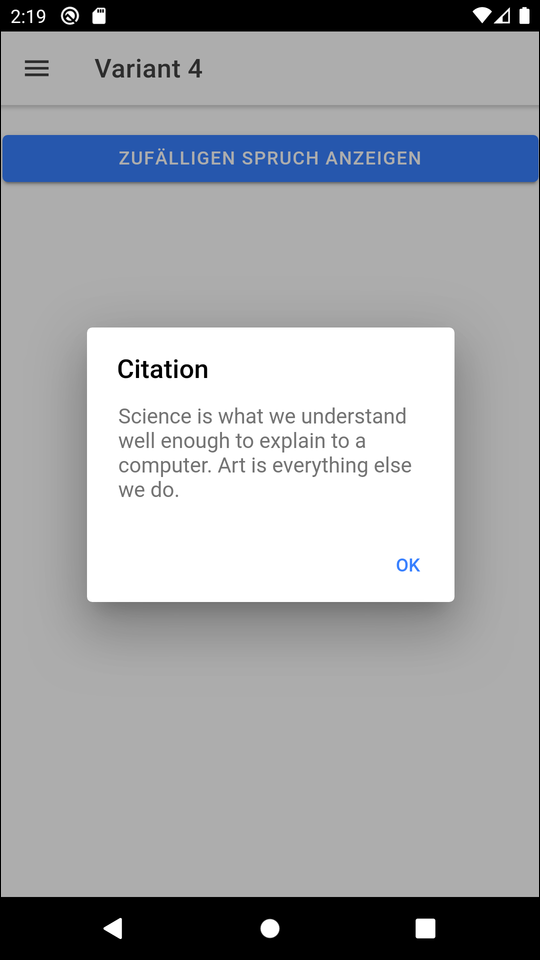 2:19
Variant 4
ZUFÄLLIGEN SPRUCH ANZEIGEN
Citation
Science is what we understand
well enough to explain to a
computer. Art is everything else
we do.
OK